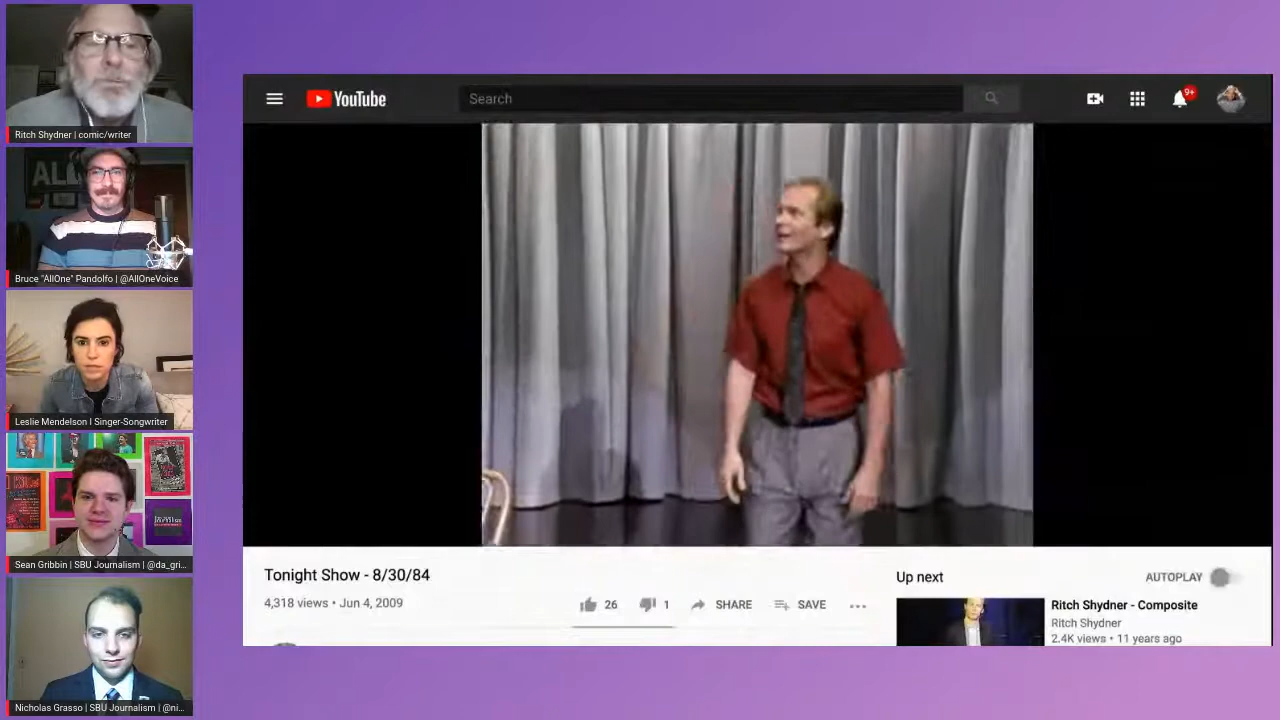 Ritch Shydner | comic/writer
ALL
Bruce "AllOne" Pandolfo | @AllOneVoice
Leslie Mendelson I Singer-Songwriter
Sean Gribbin | SBU Journalism | @da_gri...
Nicholas Grasso | SBU Journalism | @ni...
YouTube
Search
9+
Tonight Show - 8/30/84
4,318 views • Jun 4, 2009
26
1
SHARE
SAVE
Up next
AUTOPLAY
Ritch Shydner - Composite
Ritch Shydner
2.4K views • 11 years ago